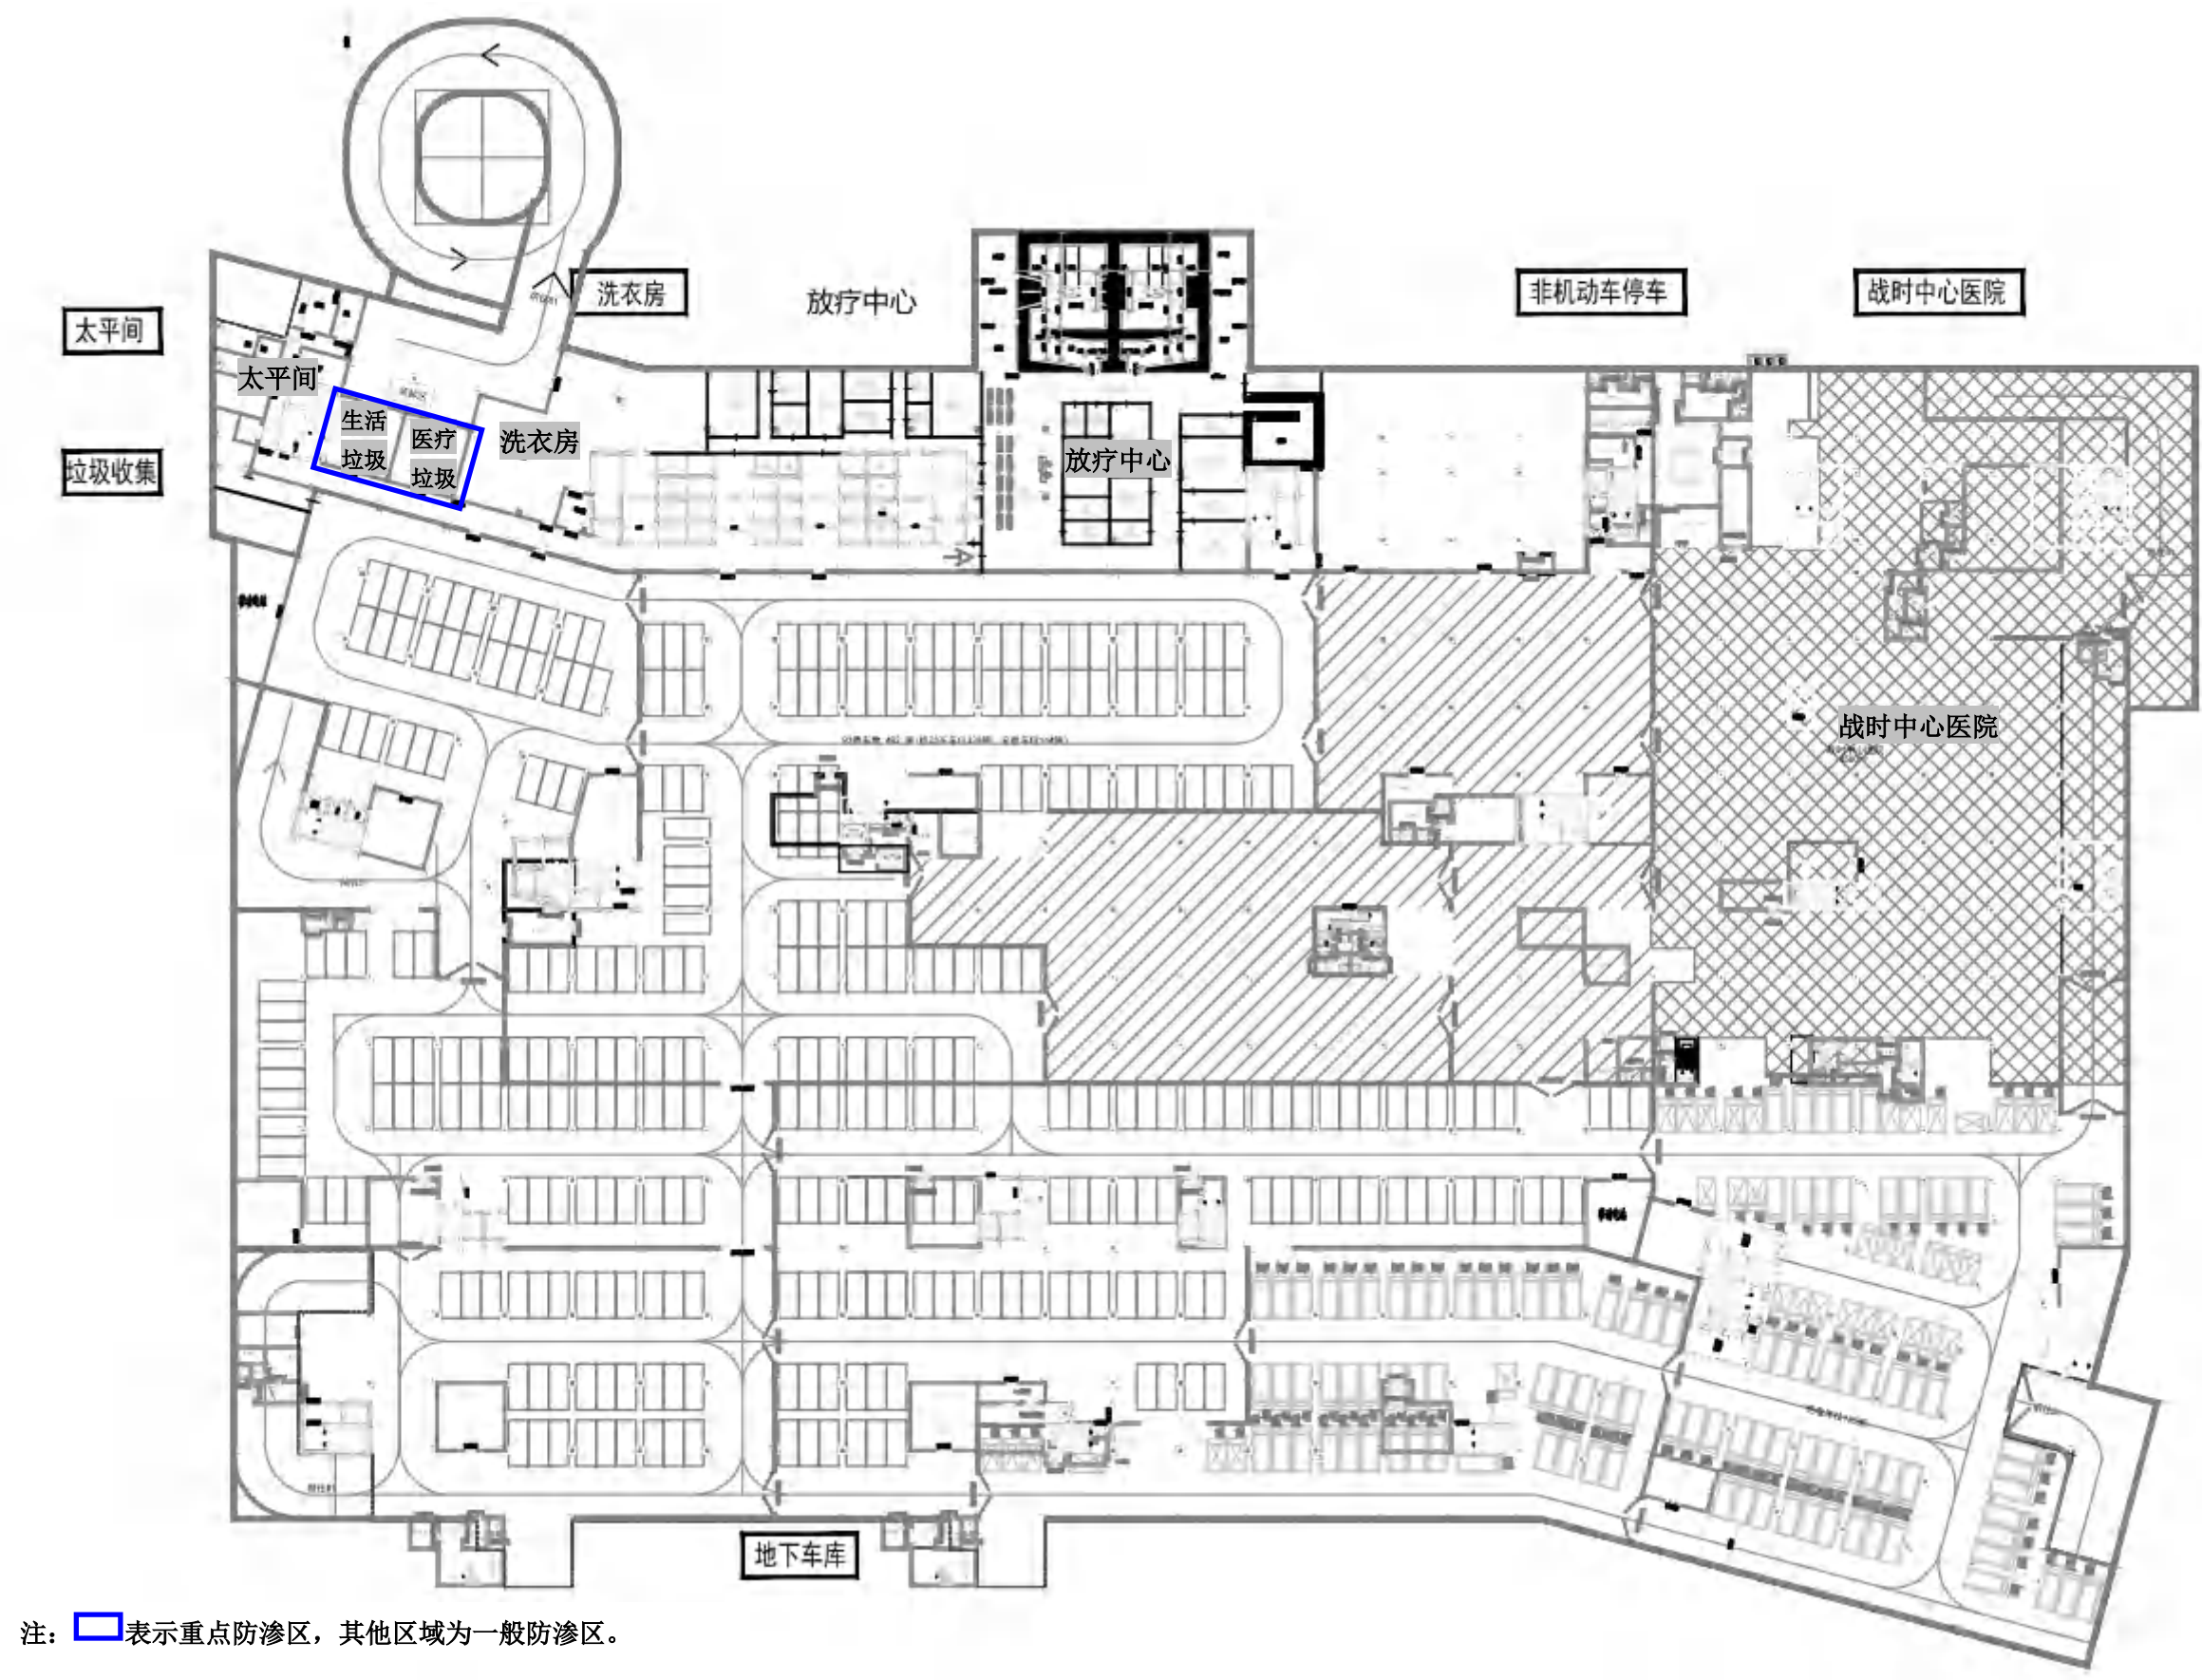 洗衣房
放疗中心
非机动车停车
战时中心医院
太平间
太平间
生活
垃圾
医疗
垃圾
洗衣房
垃圾收集
放疗中心
战时中心医院
地下车库
注：表示重点防渗区，其他区域为一般防渗区。